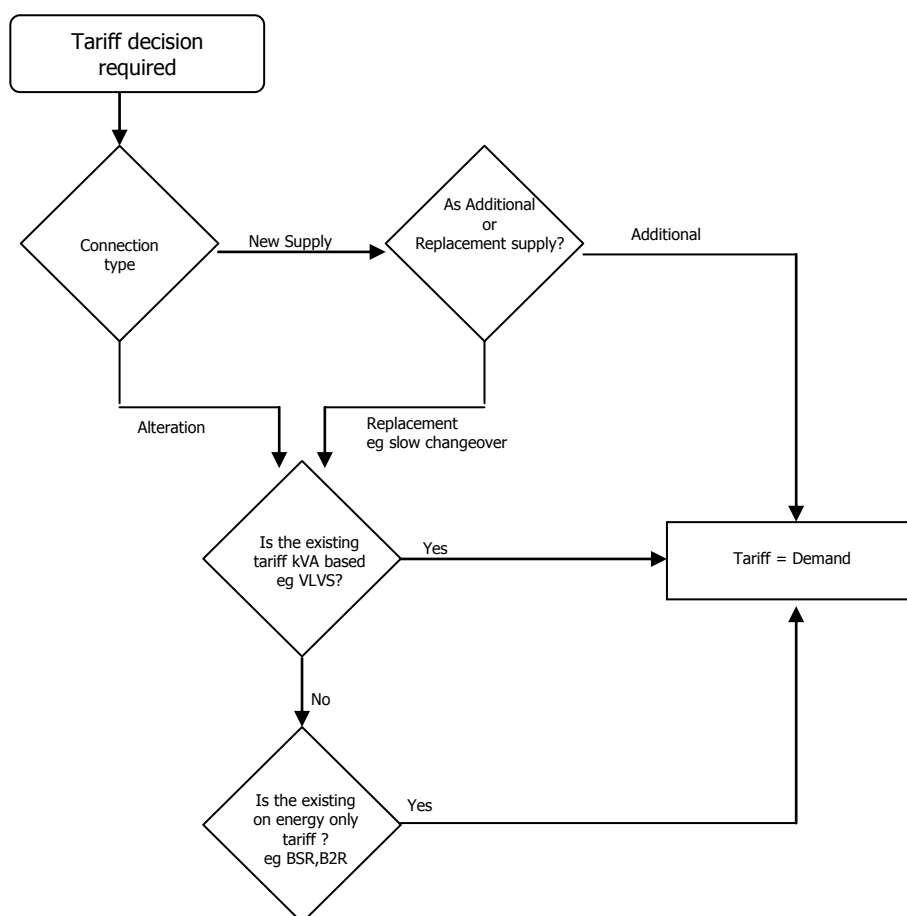 Tariff decision
required
Connection
type
New Supply
As Additional
or
Replacement supply?
Additional
Alteration
Replacement
eg slow changeover
Is the existing
tariff kVA based
eg VLVS?
Yes
Tariff = Demand
No
Is the existing
on energy only
tariff ?
eg BSR,B2R
Yes